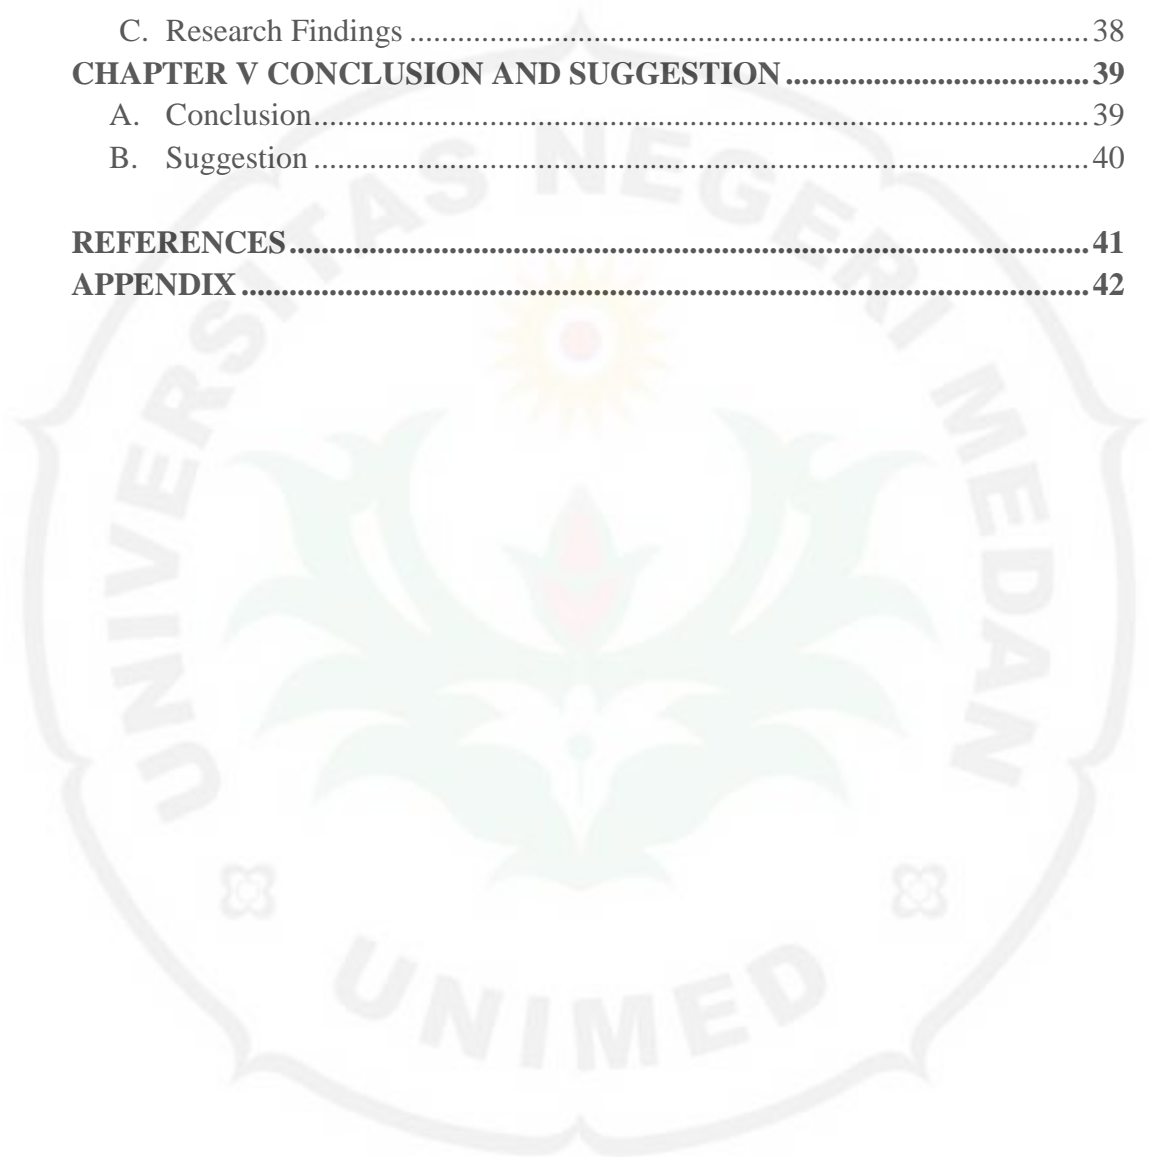 C. Research Findings ........................................................................................ 38
CHAPTER V CONCLUSION AND SUGGESTION ...................................... 39
A. Conclusion.................................................................................................... 39
B. Suggestion .................................................................................................... 40
REFERENCES .................................................................................................... 41
APPENDIX .......................................................................................................... 42
UNIVERSITAS NEGERI MEDAN
UNIMED